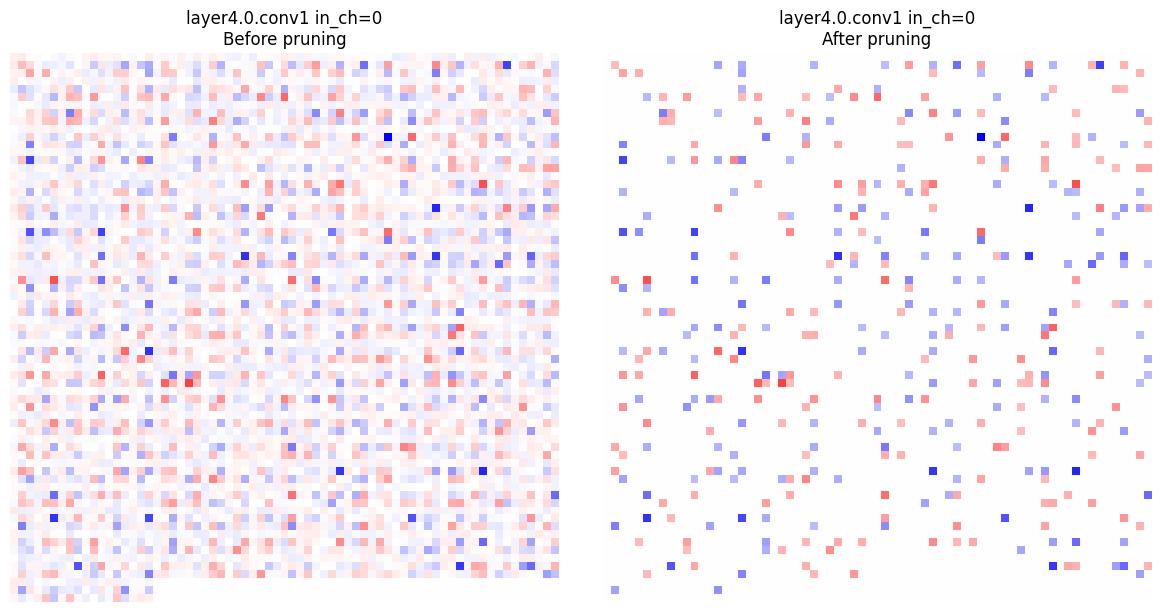 layer4.0.conv1 in_ch=0
Before pruning
layer4.0.conv1 in_ch=0
After pruning